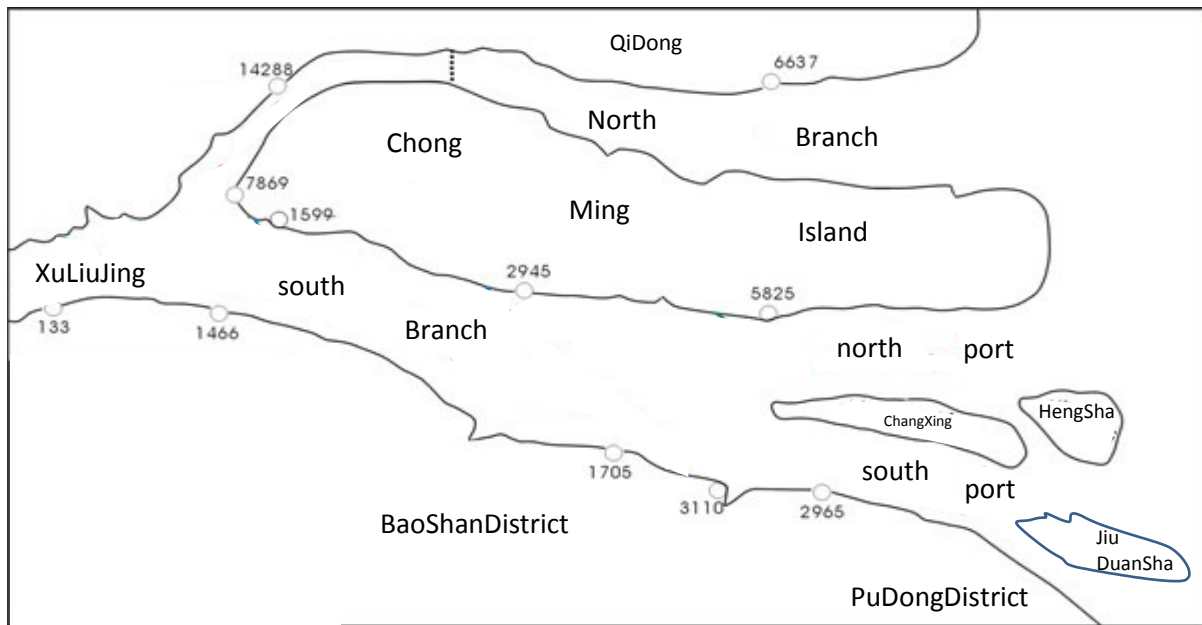 QiDong
6637
14288
North
Branch
Chong
7869
1599
Ming
Island
XuLiuJing
south
2945
5825
133
1466
Branch
north port
ChangXing
HengSha
1705
south
port
3110
2965
BaoShanDistrict
Jiu
DuanSha
PuDongDistrict